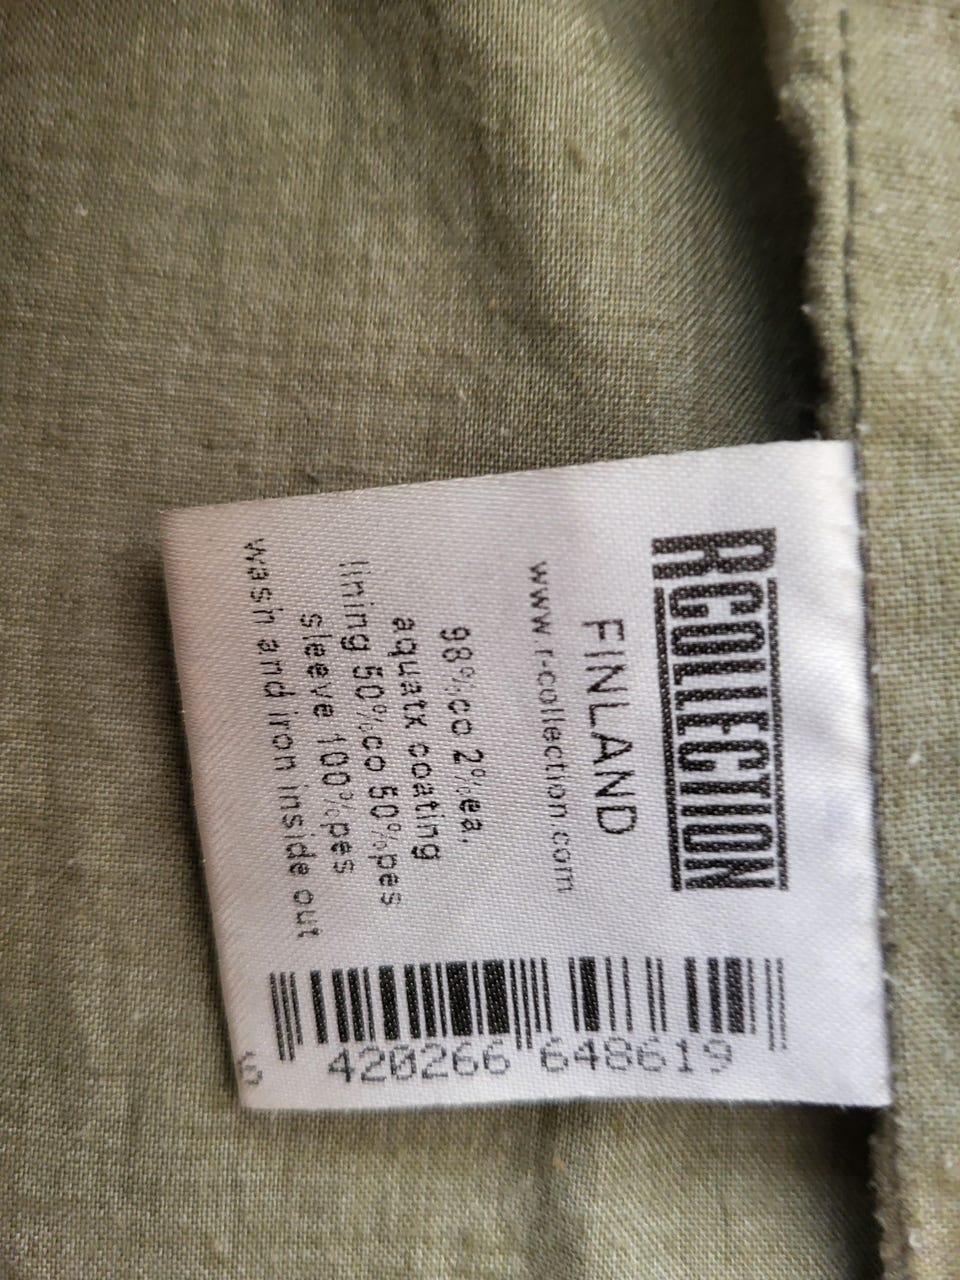 RCOLLECTION
FINLAND
www.r-collection.com
98%co 2%ea,
aquatx coating
lining 50%co 50%pes
sleeve 100%pes
wash and iron inside out
420266 648619